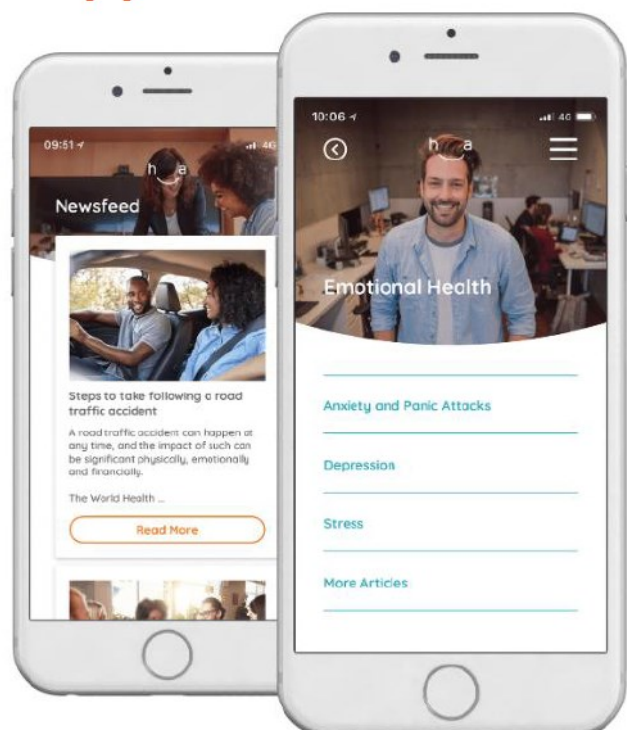 09:51
4G
h a
Newsfeed
Steps to take following a road
traffic accident
A road traffic accident can happen at
any time, and the impact of such can
be significant physically, emotionally
and financially.
The World Health ...
Read More
10:06
4G
h a
Emotional Health
Anxiety and Panic Attacks
Depression
Stress
More Articles